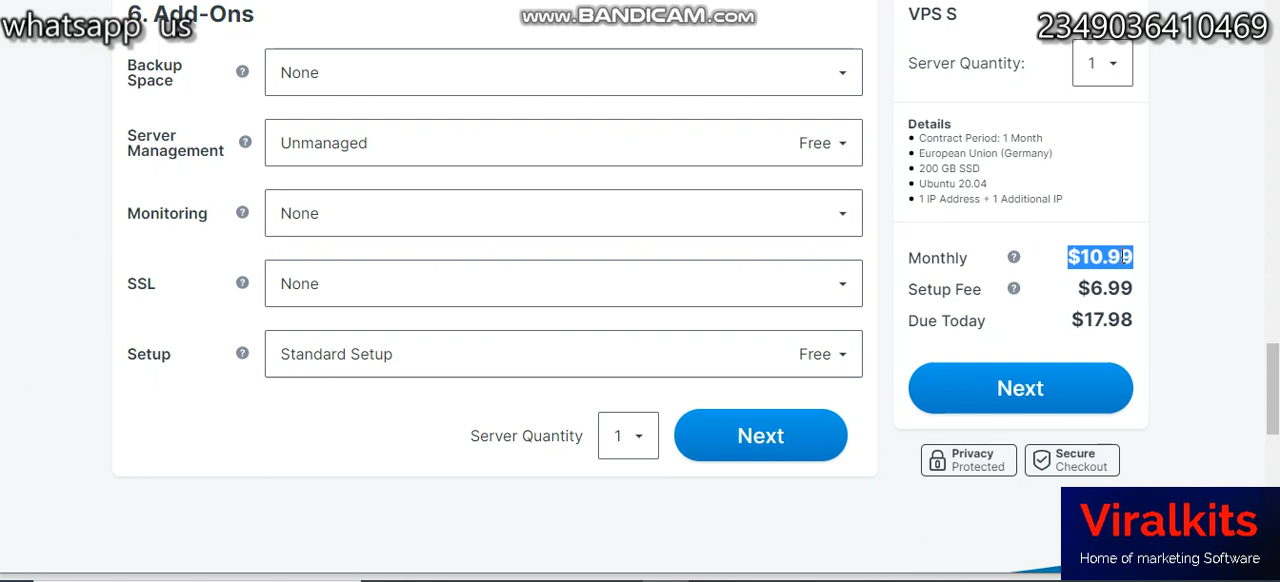 6. Add-Ons
whatsapp us
www.BANDICAM.com
VPS S
2349036410469
Backup
Space
None
Server Quantity:
1
Server
Management
Unmanaged
Free
Monitoring
None
SSL
None
Setup
Standard Setup
Free
Server Quantity
1
Next
Details
Contract Period: 1 Month
European Union (Germany)
200 GB SSD
Ubuntu 20.04
1 IP Address + 1 Additional IP
Monthly
$10.99
Setup Fee
$6.99
Due Today
$17.98
Next
Privacy
Protected
Secure
Checkout
Viralkits
Home of marketing Software